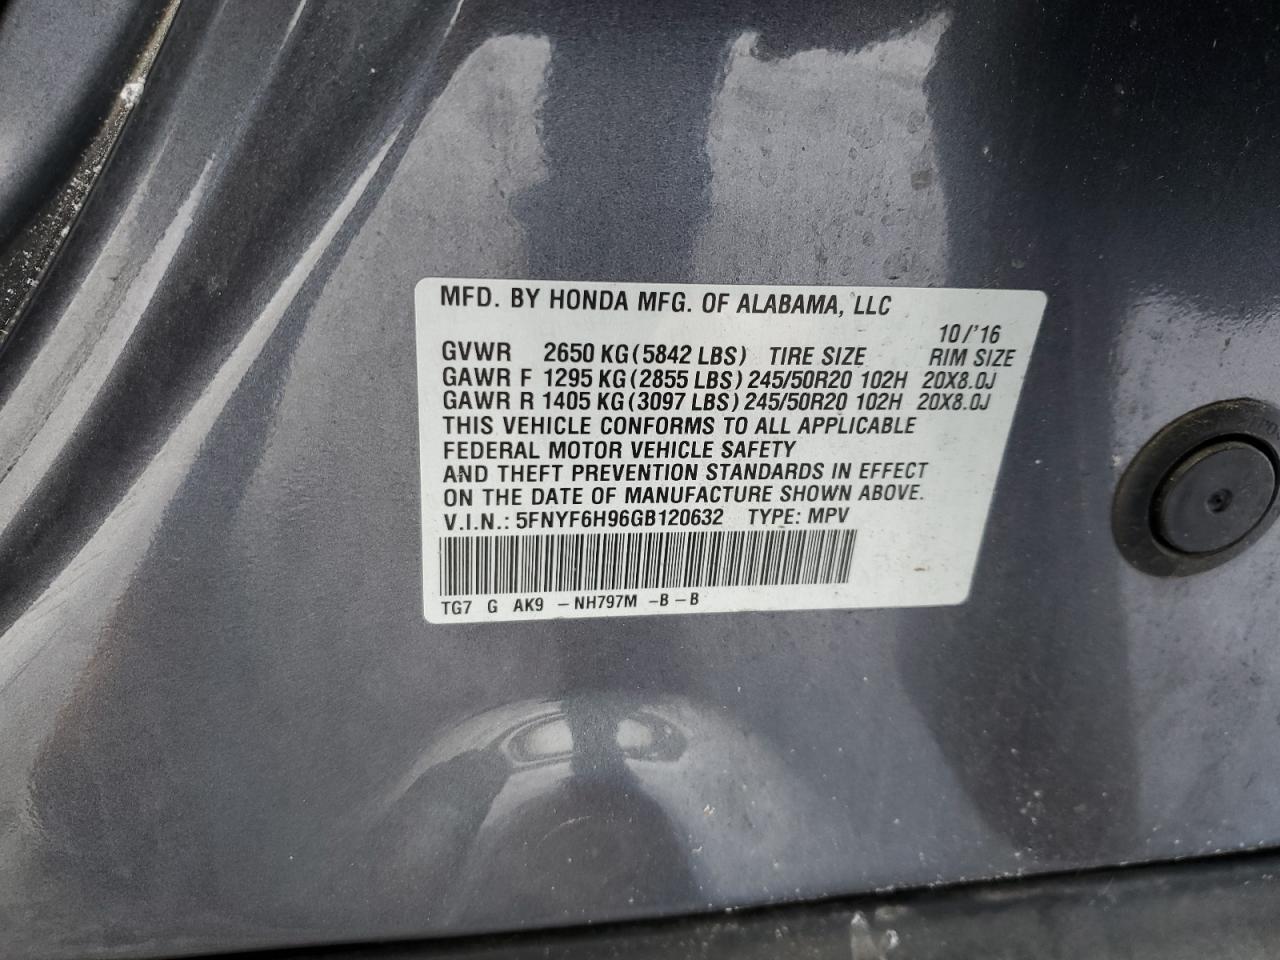 MFD. BY HONDA MFG. OF ALABAMA, LLC
10/'16
GVWR 2650 KG (5842 LBS) TIRE SIZE RIM SIZE
GAWR F 1295 KG (2855 LBS) 245/50R20 102H 20X8.0J
GAWR R 1405 KG (3097 LBS) 245/50R20 102H 20X8.0J
THIS VEHICLE CONFORMS TO ALL APPLICABLE
FEDERAL MOTOR VEHICLE SAFETY
AND THEFT PREVENTION STANDARDS IN EFFECT
ON THE DATE OF MANUFACTURE SHOWN ABOVE.
V.I.N.: 5FNYF6H96GB120632 TYPE: MPV
TG7 G AK9 -NH797M -B-B